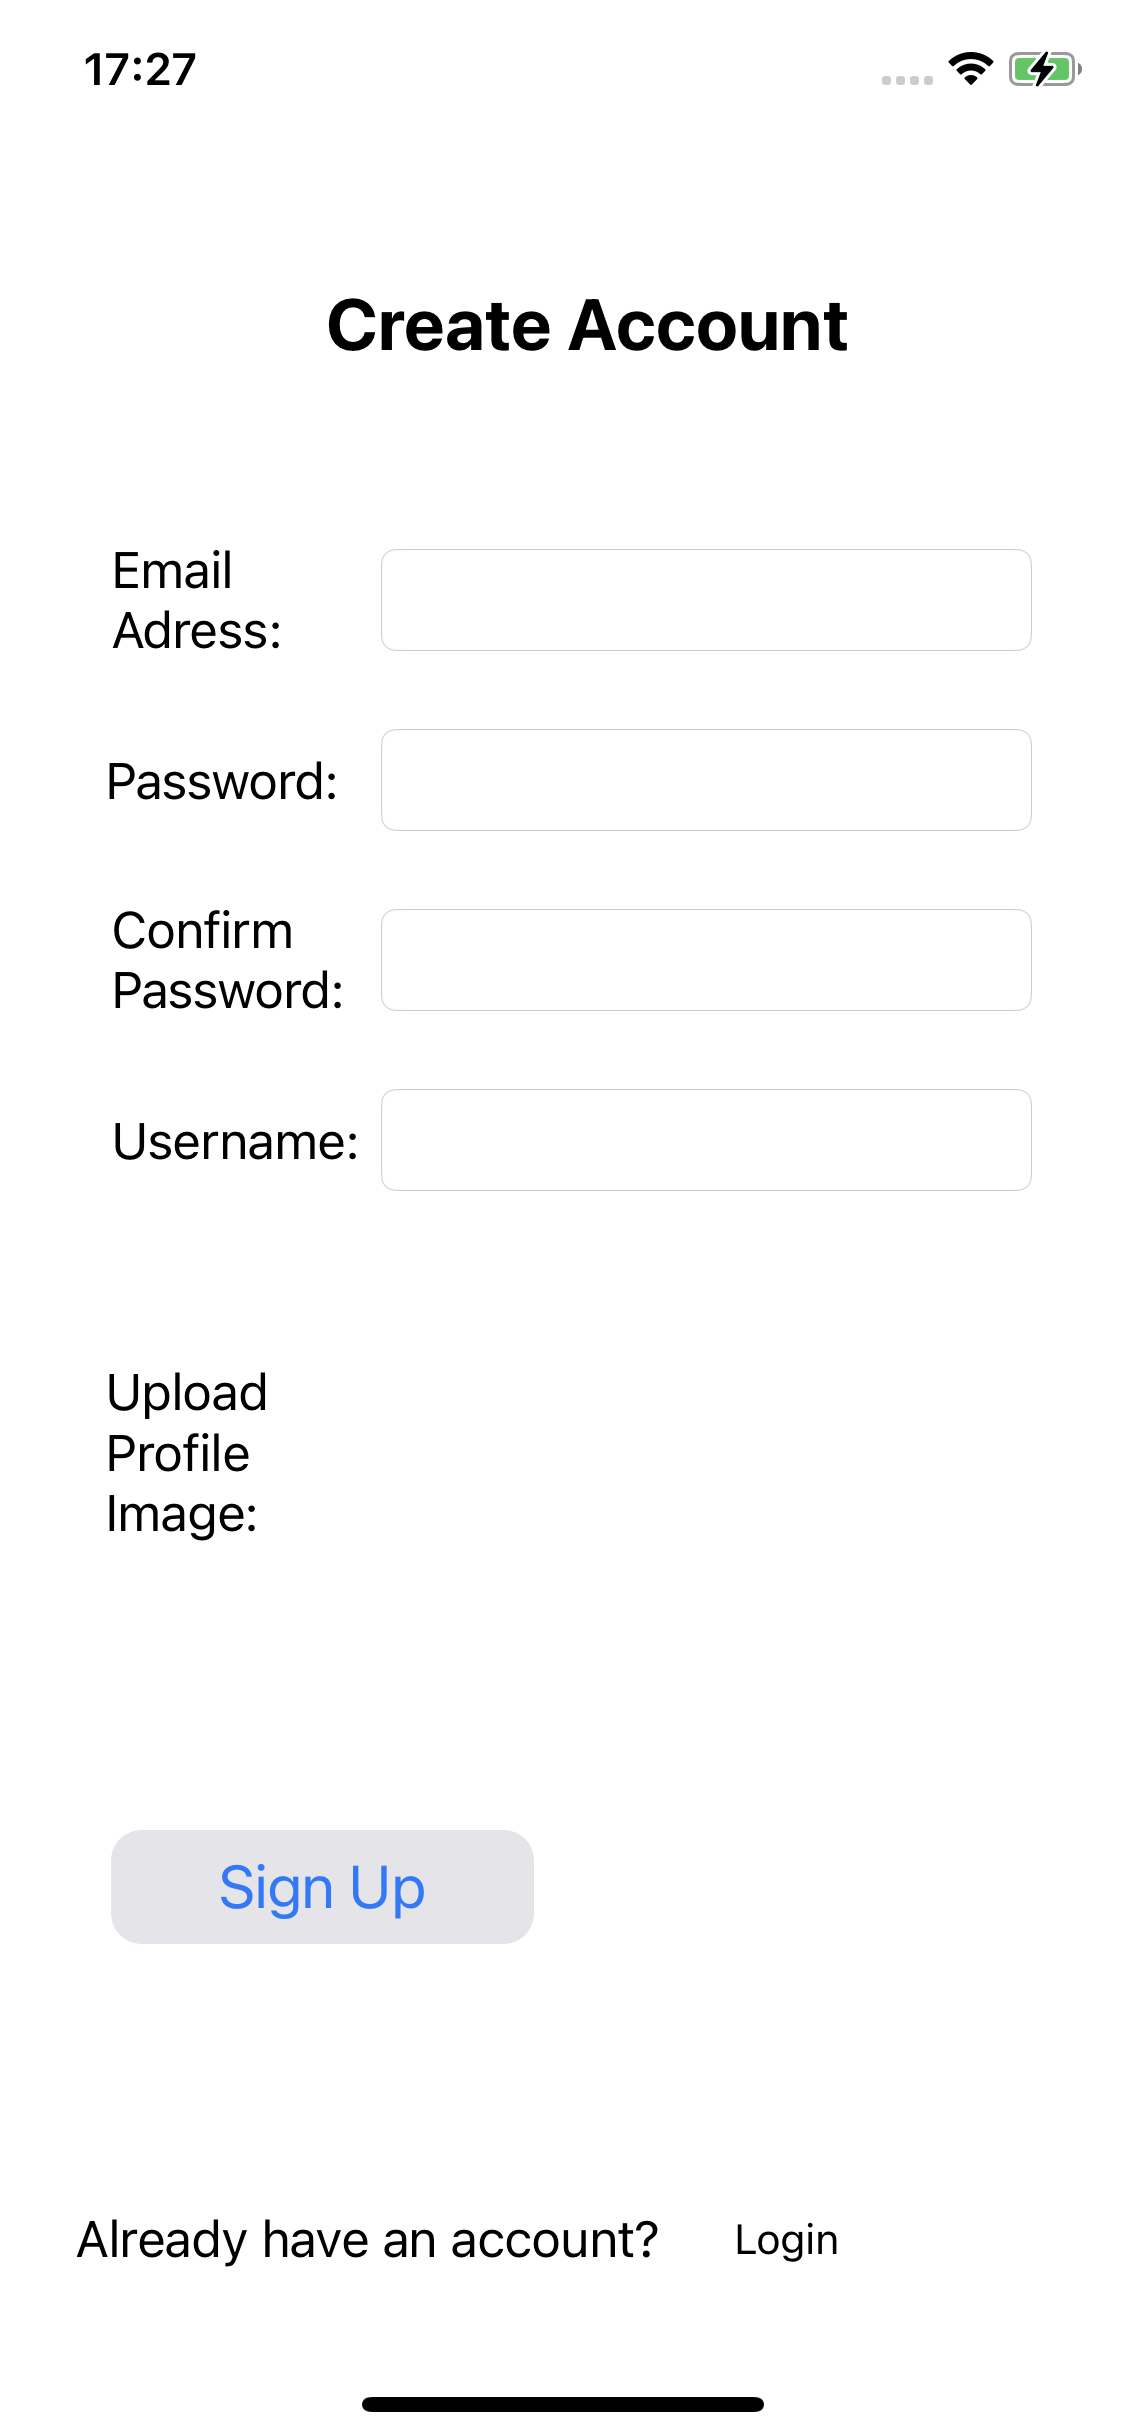 17:27
Create Account
Email
Adress:
Password:
Confirm
Password:
Username:
Upload
Profile
Image:
Sign Up
Already have an account? Login